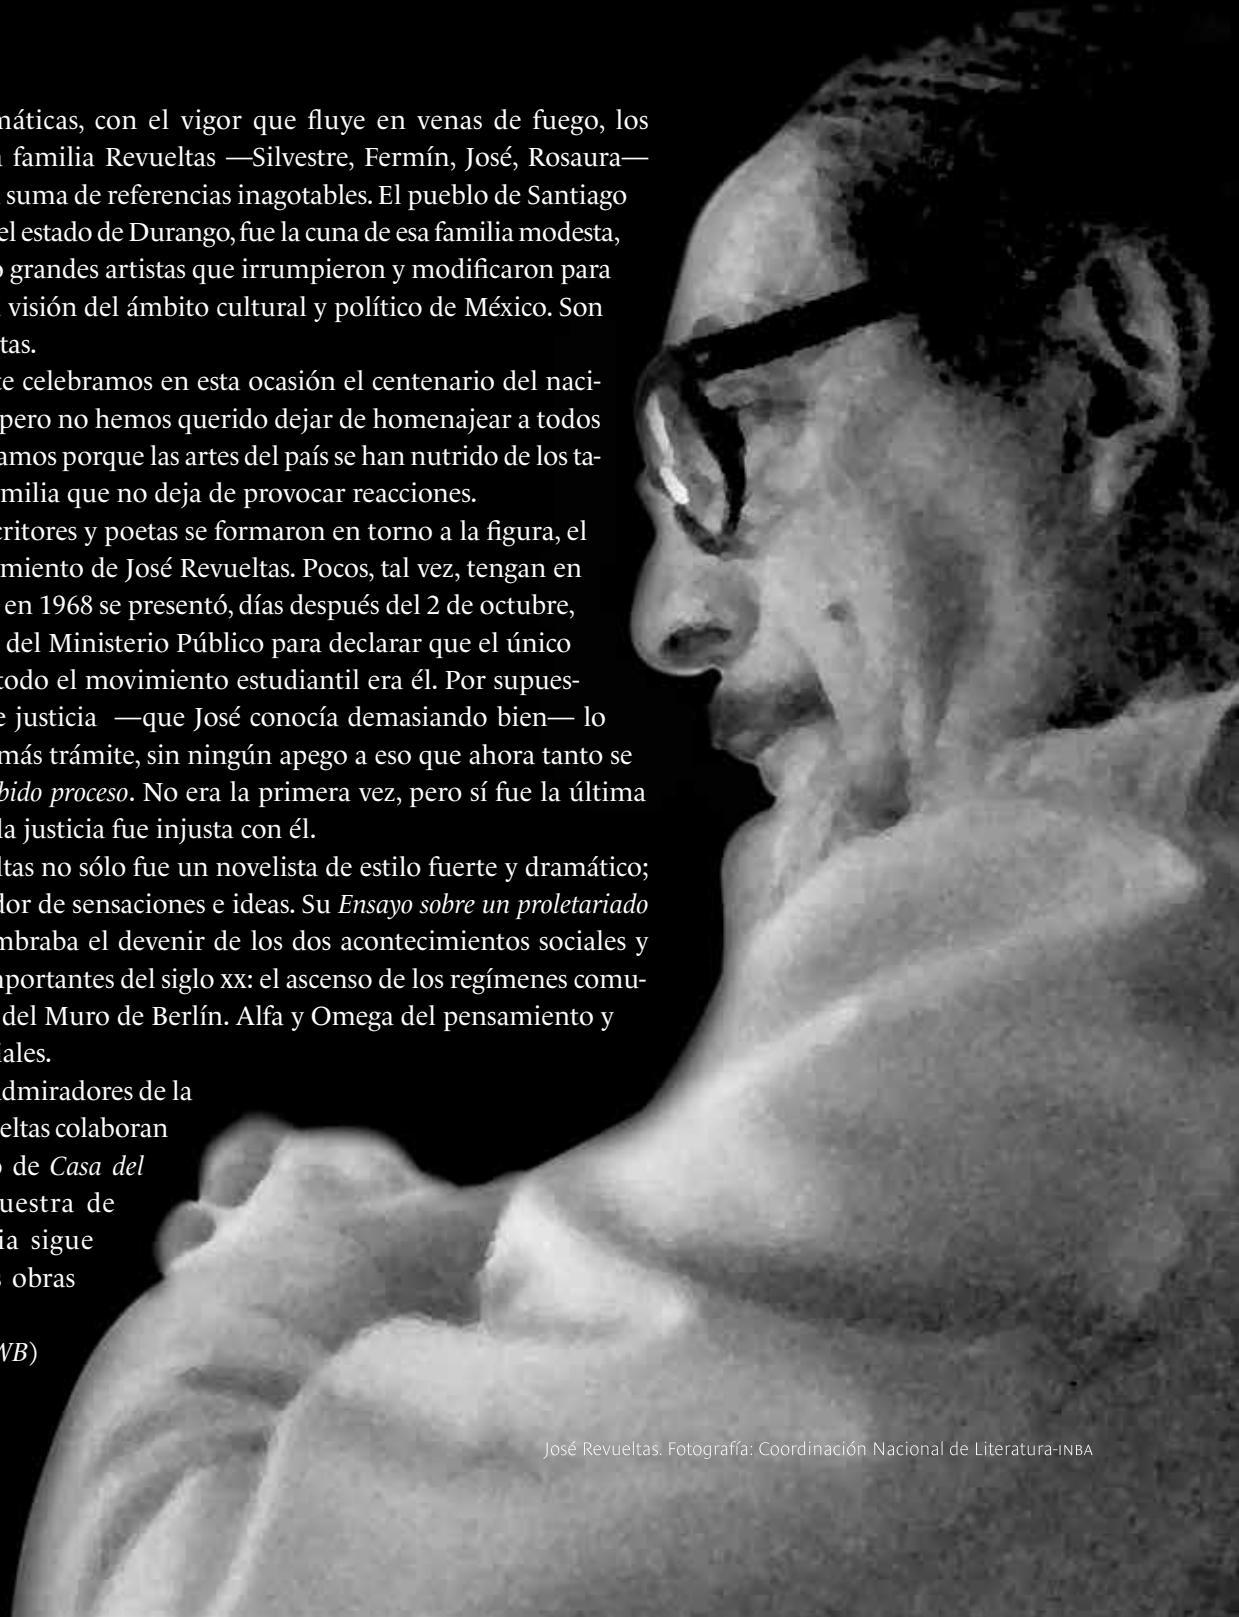 máticas, con el vigor que fluye en venas de fuego, los
familia Revueltas —Silvestre, Fermín, José, Rosaura—
suma de referencias inagotables. El pueblo de Santiago
el estado de Durango, fue la cuna de esa familia modesta,
o grandes artistas que irrumpieron y modificaron para
visión del ámbito cultural y político de México. Son
tas.
te celebramos en esta ocasión el centenario del naci-
pero no hemos querido dejar de homenajear a todos
amos porque las artes del país se han nutrido de los ta-
milia que no deja de provocar reacciones.
critores y poetas se formaron en torno a la figura, el
miento de José Revueltas. Pocos, tal vez, tengan en
en 1968 se presentó, días después del 2 de octubre,
del Ministerio Público para declarar que el único
todo el movimiento estudiantil era él. Por supues-
e justicia —que José conocía demasiando bien— lo
más trámite, sin ningún apego a eso que ahora tanto se
bido proceso. No era la primera vez, pero sí fue la última
la justicia fue injusta con él.
ltas no sólo fue un novelista de estilo fuerte y dramático;
dor de sensaciones e ideas. Su Ensayo sobre un proletariado
mbraba el devenir de los dos acontecimientos sociales y
mportantes del siglo XX: el ascenso de los regímenes comu-
del Muro de Berlín. Alfa y Omega del pensamiento y
iales.
admiradores de la
eltas colaboran
o de Casa del
uestra de
ia sigue
s obras
WB)
José Revueltas. Fotografía: Coordinación Nacional de Literatura-INBA